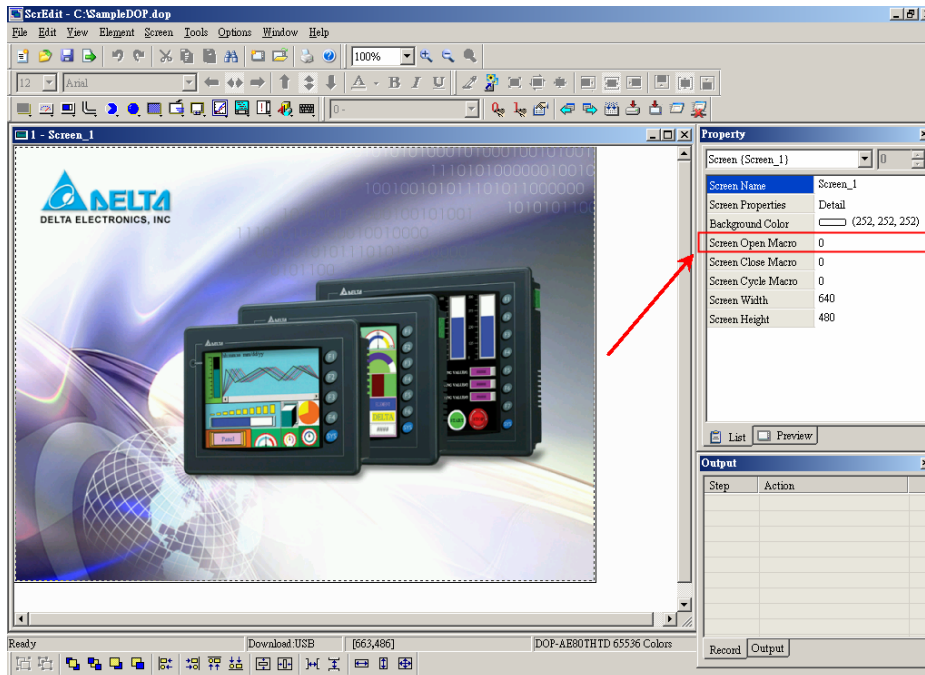 ScrEdit - C:\SampleDOP.dop
File Edit View Element Screen Tools Options Window Help
100%
12 Arial
A B I U
0 -
1 - Screen_1
DELTA
DELTA ELECTRONICS, INC
Property
Screen {Screen_1} 0
Screen Name Screen_1
Screen Properties Detail
Background Color (252, 252, 252)
Screen Open Macro 0
Screen Close Macro 0
Screen Cycle Macro 0
Screen Width 640
Screen Height 480
List Preview
Output
Step Action
Record Output
Ready Download:USB [663,486] DOP-AE80THTD 65536 Colors